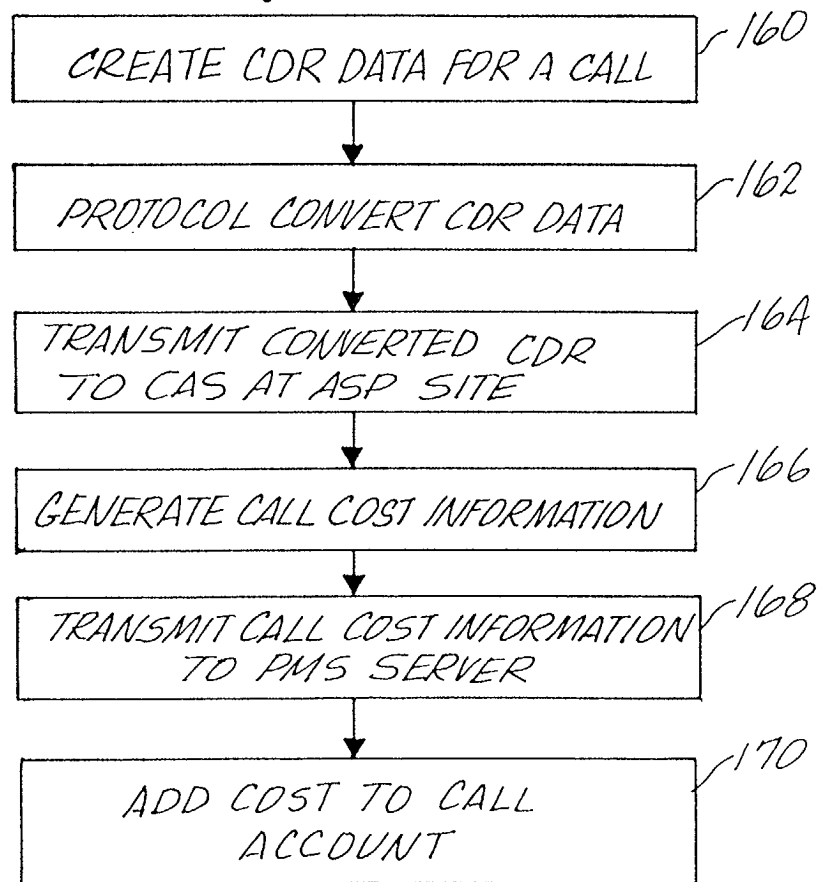 CREATE CDR DATA FOR A CALL
160
PROTOCOL CONVERT CDR DATA
162
TRANSMIT CONVERTED CDR
TO CAS AT ASP SITE
164
GENERATE CALL COST INFORMATION
166
TRANSMIT CALL COST INFORMATION
TO PMS SERVER
168
ADD COST TO CALL
ACCOUNT
170